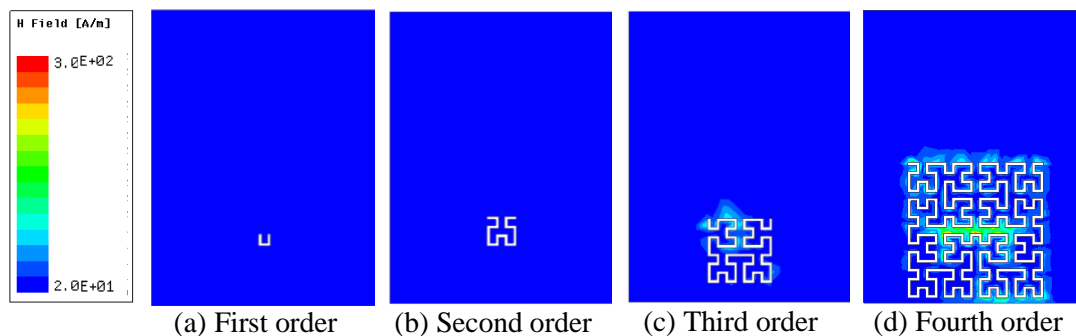 H Field [A/m]
3.0E+02
2.0E+01
(a) First order
(b) Second order
(c) Third order
(d) Fourth order